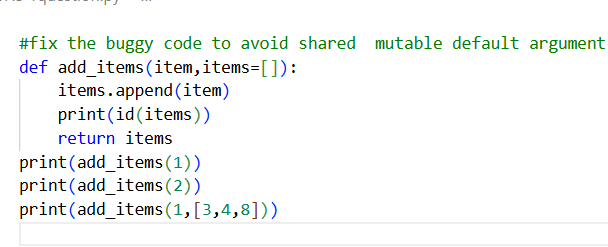 #fix the buggy code to avoid shared  mutable default argument
def add_items(item,items=[]):
    items.append(item)
    print(id(items))
    return items
print(add_items(1))
print(add_items(2))
print(add_items(1,[3,4,8]))